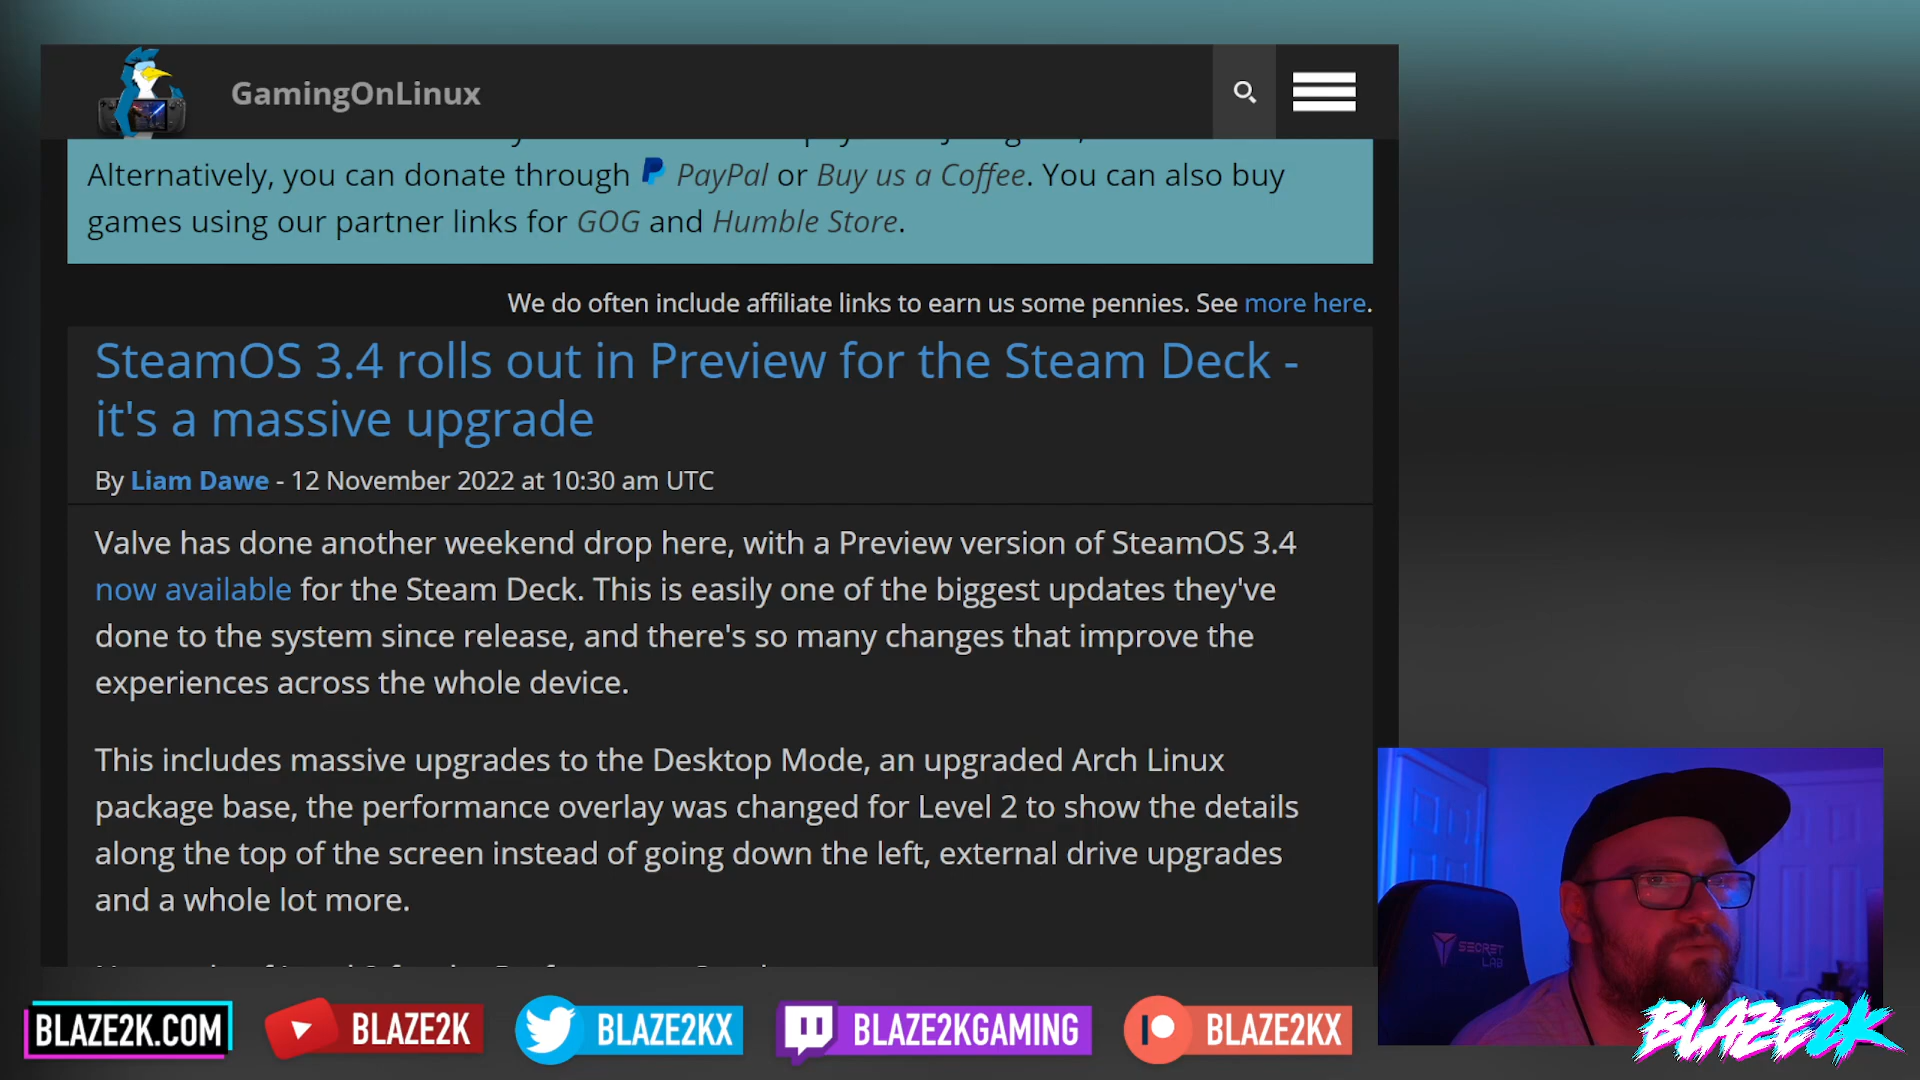 GamingOnLinux
Alternatively, you can donate through PayPal or Buy us a Coffee. You can also buy
games using our partner links for GOG and Humble Store.
We do often include affiliate links to earn us some pennies. See more here.
SteamOS 3.4 rolls out in Preview for the Steam Deck -
it's a massive upgrade
By Liam Dawe - 12 November 2022 at 10:30 am UTC
Valve has done another weekend drop here, with a Preview version of SteamOS 3.4
now available for the Steam Deck. This is easily one of the biggest updates they've
done to the system since release, and there's so many changes that improve the
experiences across the whole device.
This includes massive upgrades to the Desktop Mode, an upgraded Arch Linux
package base, the performance overlay was changed for Level 2 to show the details
along the top of the screen instead of going down the left, external drive upgrades
and a whole lot more.
SECRET
LAB
BLAZE2K.COM
BLAZE2K
BLAZE2KX
BLAZE2KGAMING
BLAZE2KX
BLAZE2K